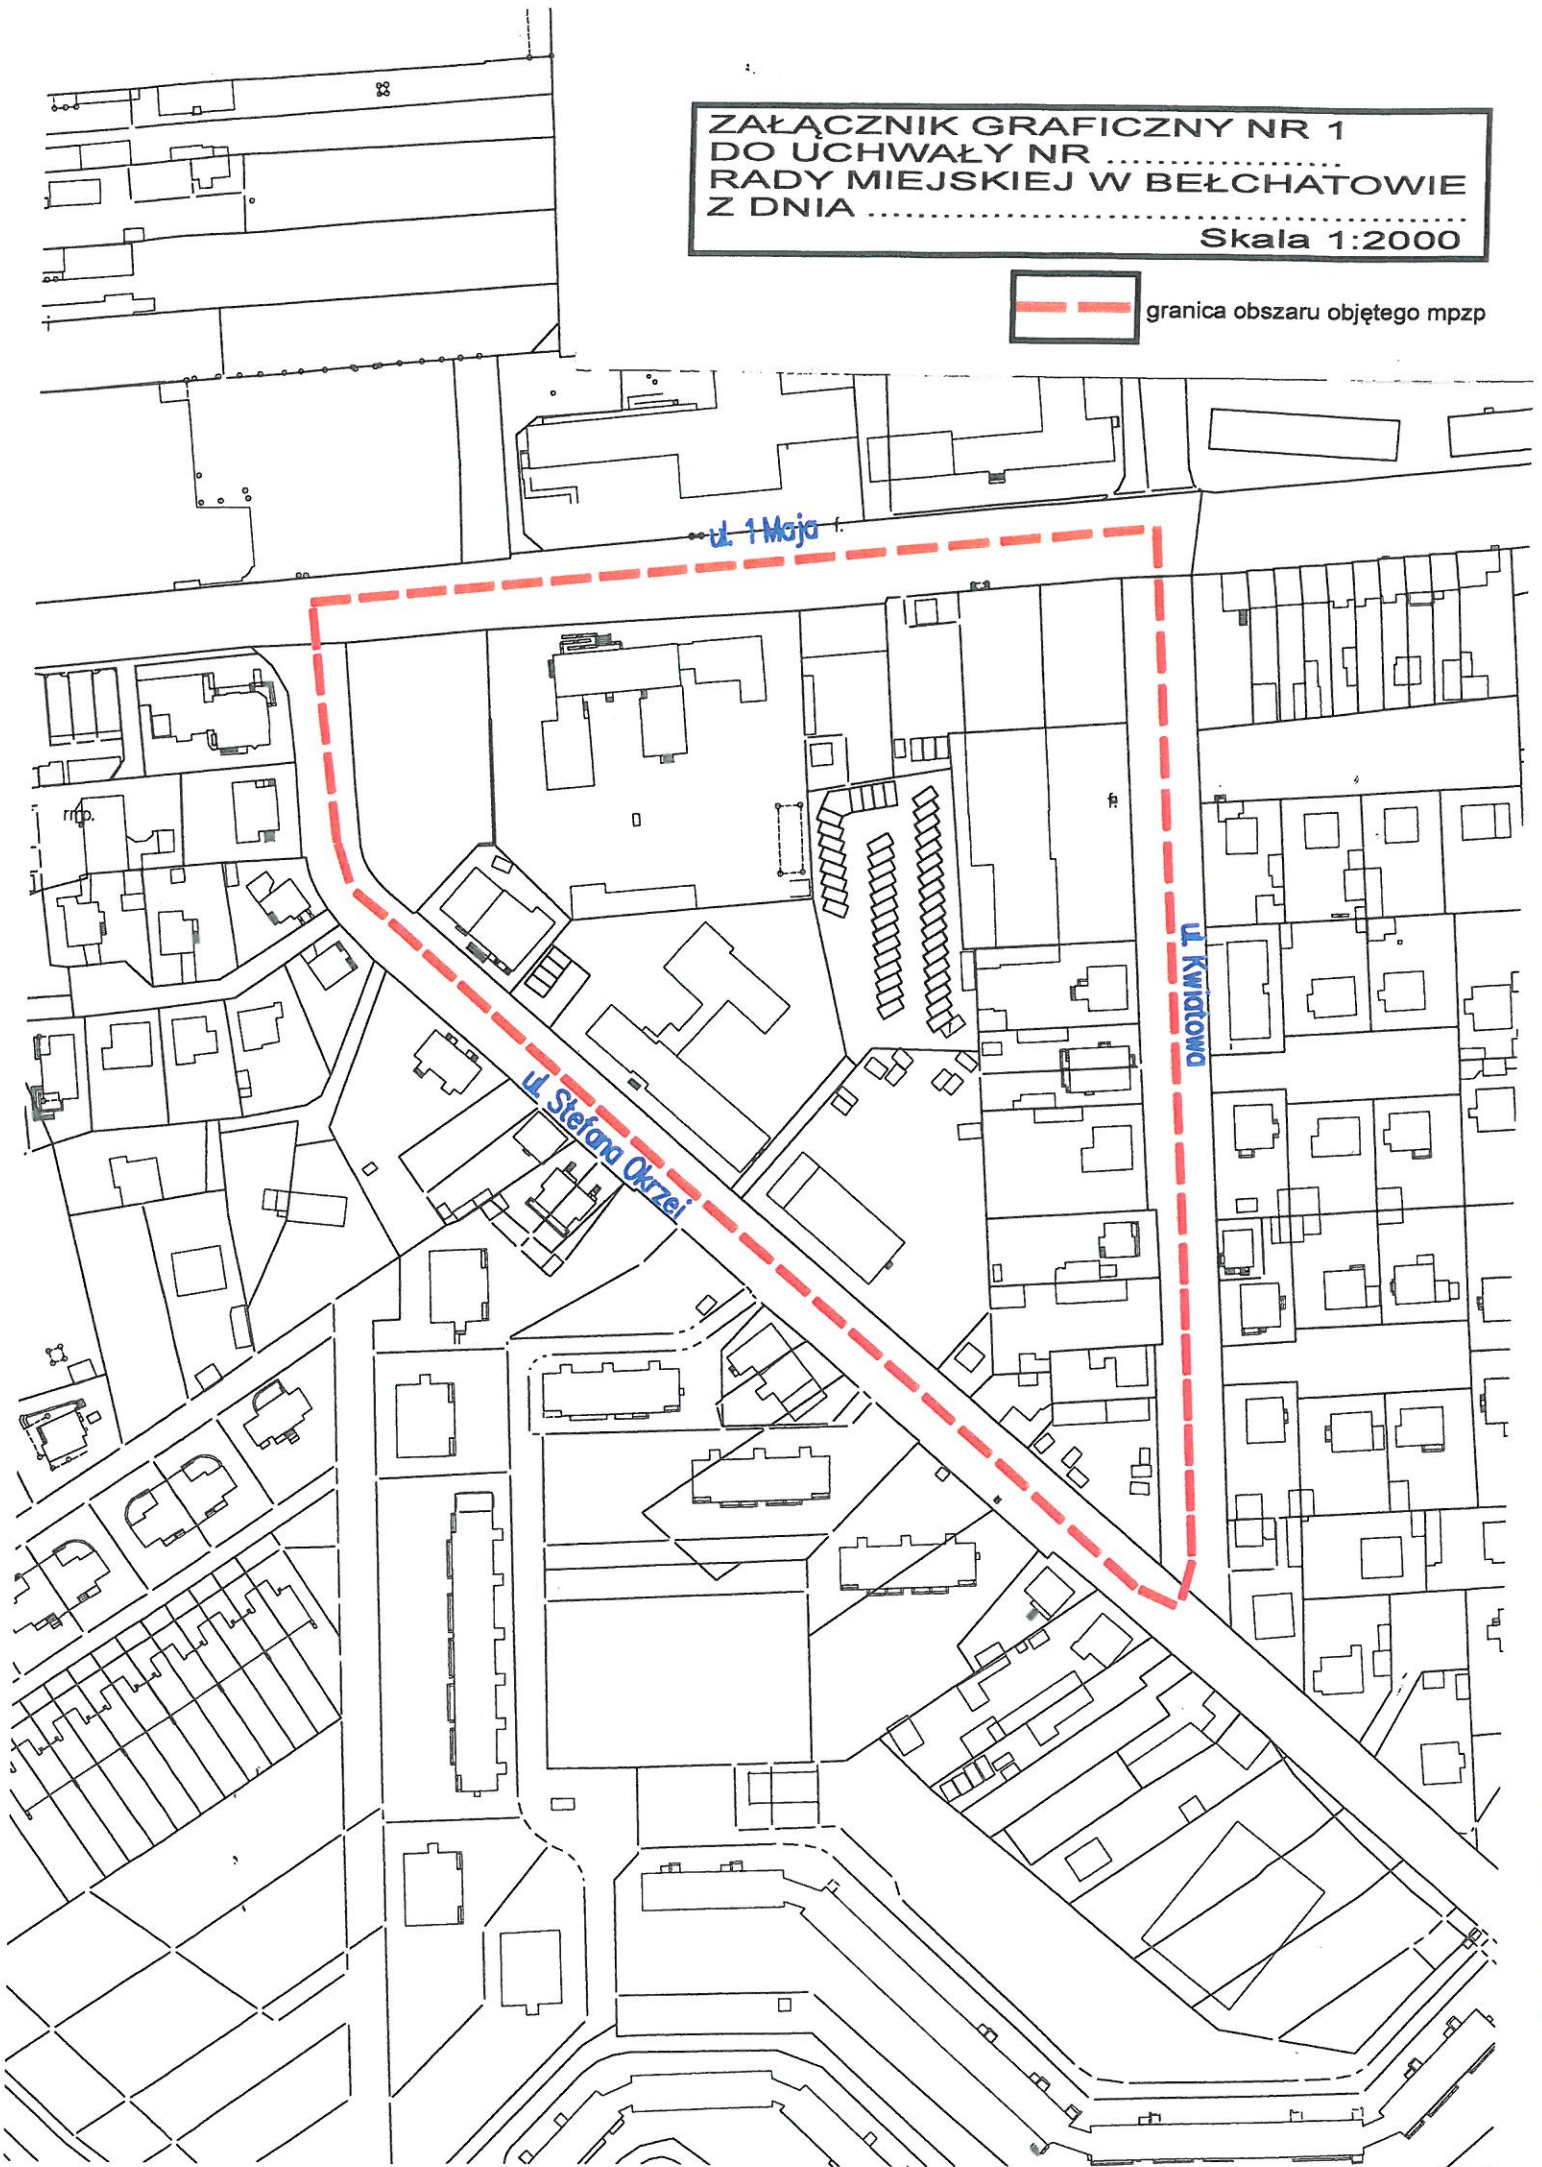 ZAŁĄCZNIK GRAFICZNY NR 1
DO UCHWAŁY NR ..................
RADY MIEJSKIEJ W BEŁCHATOWIE
Z DNIA ..............................................
Skala 1:2000
granica obszaru objętego mpzp
ul. 1 Maja f.
rmp.
f.
ul. Kwiatowa
ul. Stefana Okrzei